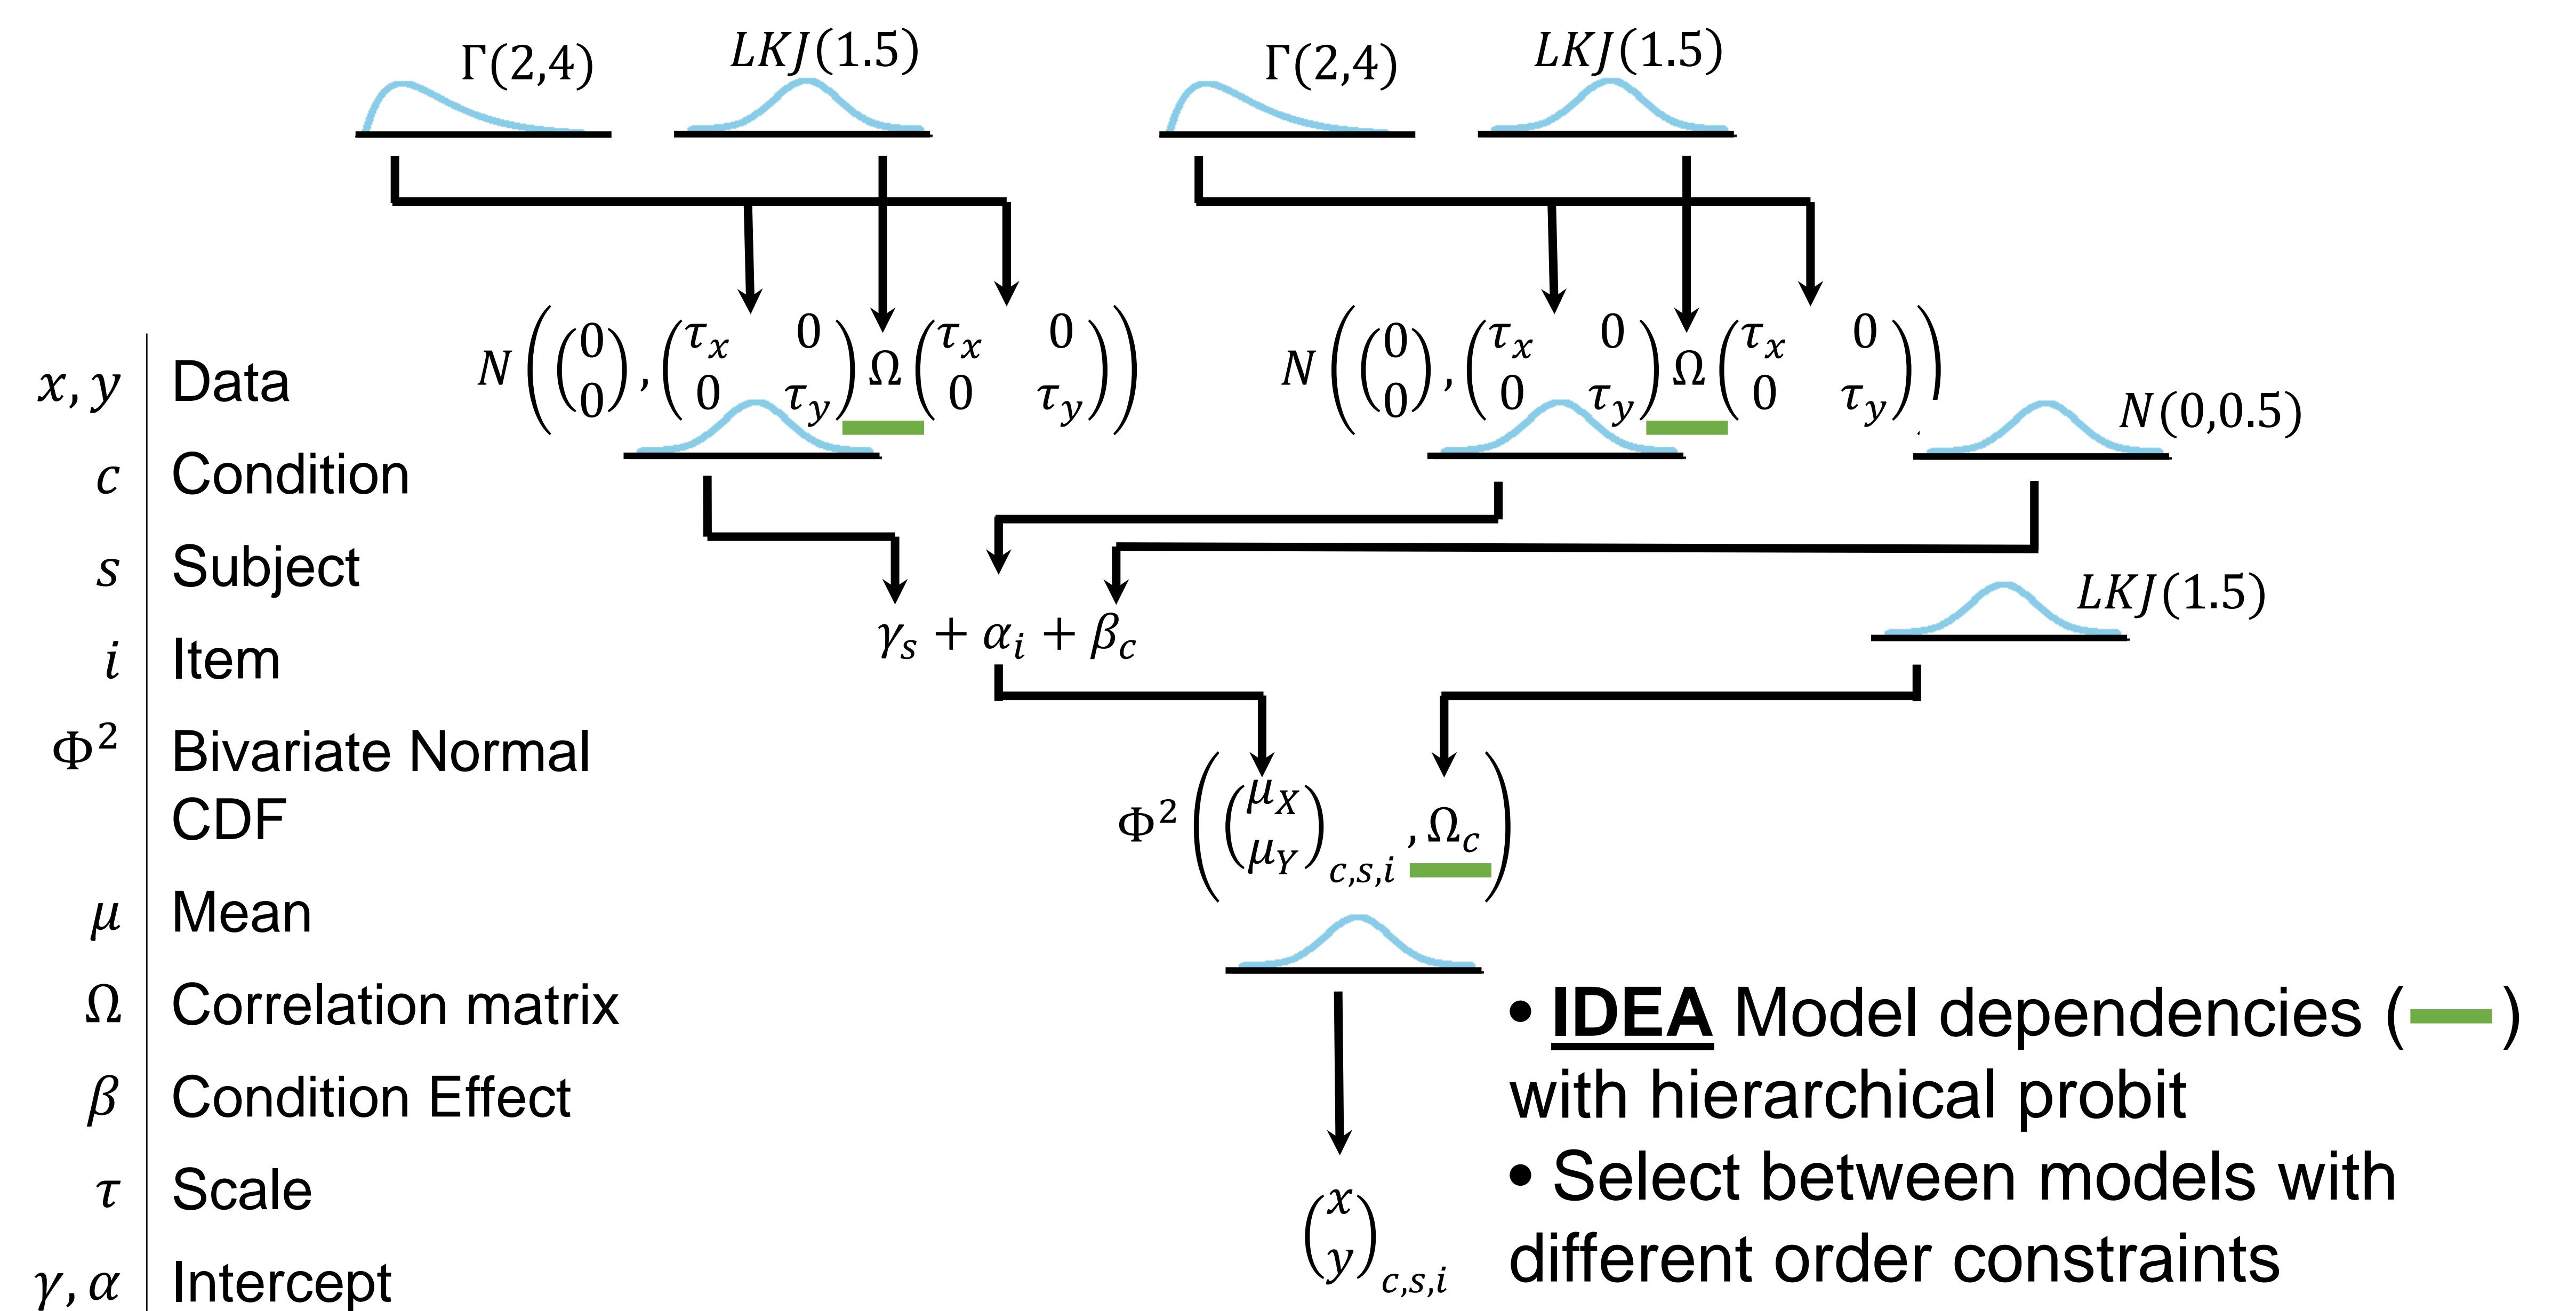 Γ(2,4) LKJ(1.5) Γ(2,4) LKJ(1.5)
N((0 0), (τx 0 0 τy) Ω (τx 0 0 τy)) N((0 0), (τx 0 0 τy) Ω (τx 0 0 τy))
N(0,0.5)
LKJ(1.5)
γs + αi + βc
Φ² ((μX μY)c,s,i , Ωc)
(x y)c,s,i
x, y Data
c Condition
s Subject
i Item
Φ² Bivariate Normal
CDF
μ Mean
Ω Correlation matrix
β Condition Effect
τ Scale
γ, α Intercept
• IDEA Model dependencies ( )
with hierarchical probit
• Select between models with
different order constraints